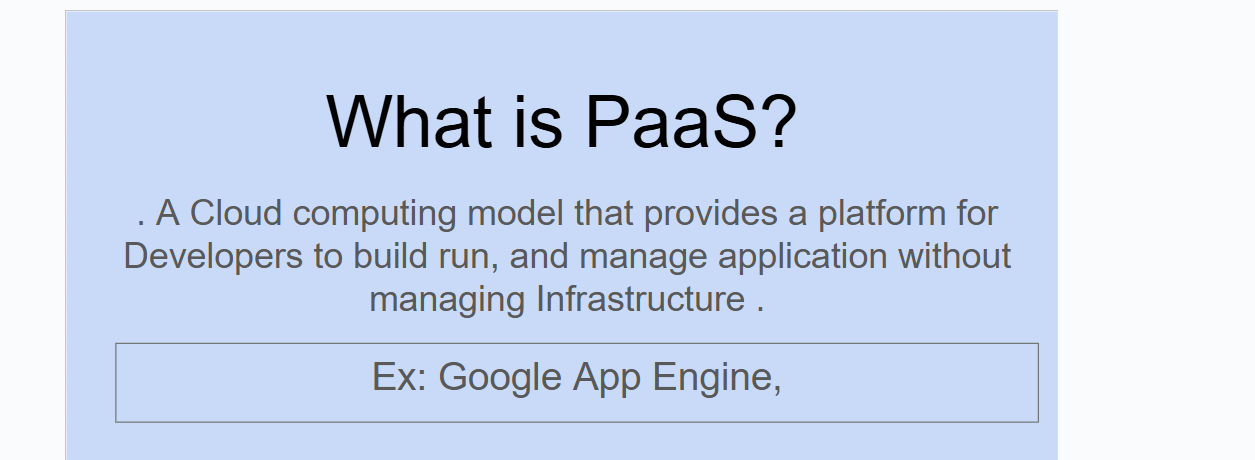 What is PaaS?
. A Cloud computing model that provides a platform for
Developers to build run, and manage application without
managing Infrastructure .
Ex: Google App Engine,